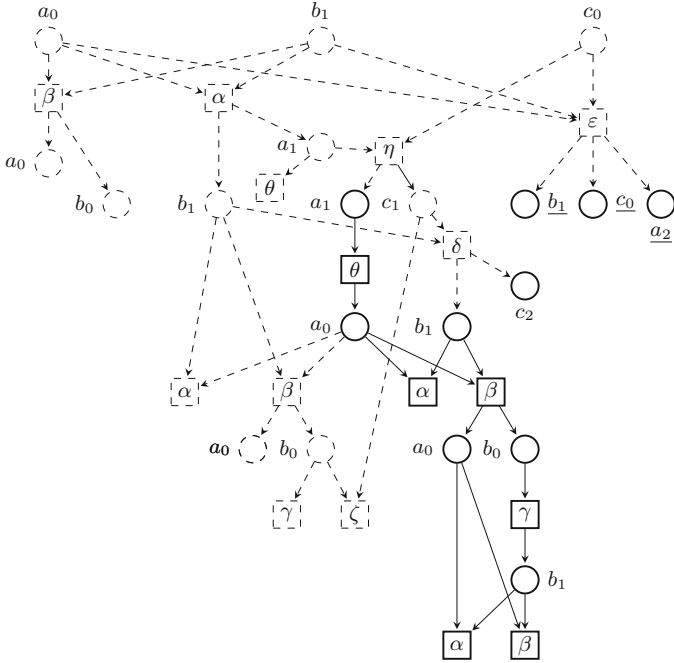 a₀ b₁ c₀
β α ε
a₁ η
a₀ θ
b₀ b₁ a₁ c₁ b₁ c₀ a₂
δ
θ
c₂
a₀ b₁
α β α β
a₀ b₀ a₀ b₀
γ ζ γ
b₁
α β